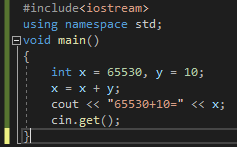 #include<iostream>
using namespace std;
void main()
{
int x = 65530, y = 10;
x = x + y;
cout << "65530+10=" << x;
cin.get();
}